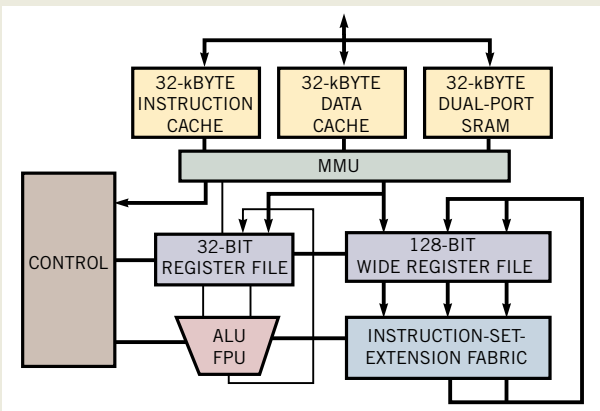 32-kBYTE
INSTRUCTION
CACHE
32-kBYTE
DATA
CACHE
32-kBYTE
DUAL-PORT
SRAM
MMU
CONTROL
32-BIT
REGISTER FILE
128-BIT
WIDE REGISTER FILE
ALU
FPU
INSTRUCTION-SET-
EXTENSION FABRIC